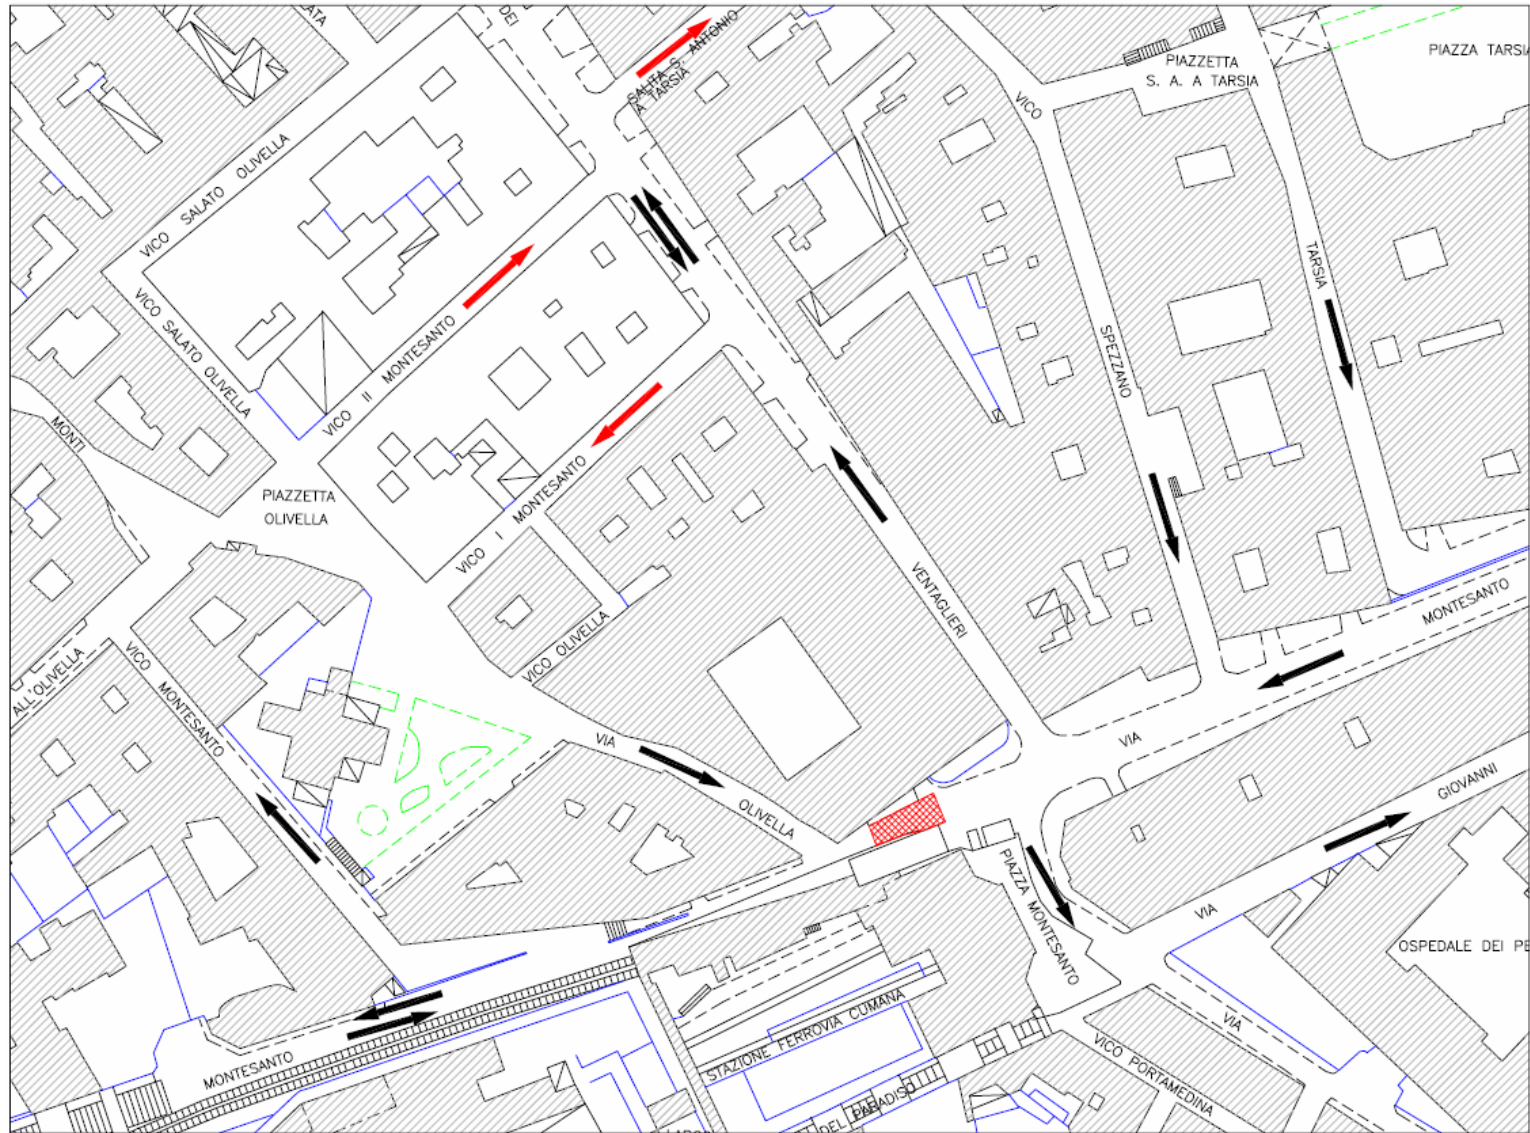 DEI
SALITA S. ANTONIO
A TARSIA
PIAZZETTA
S. A. A TARSIA
PIAZZA TARSIA
VICO
VICO SALATO OLIVELLA
VICO SALATO OLIVELLA
TARSIA
SPEZZANO
VICO II MONTESANTO
MONTI
PIAZZETTA
OLIVELLA
VICO I MONTESANTO
VENTAGLIERI
MONTESANTO
VICO OLIVELLA
ALL'OLIVELLA
VICO MONTESANTO
VIA
VIA
OLIVELLA
GIOVANNI
PIAZZA MONTESANTO
VIA
OSPEDALE DEI PE
VIA
STAZIONE FERROVIA CUMANA
MONTESANTO
VICO PORTAMEDINA
DEL PARADISO